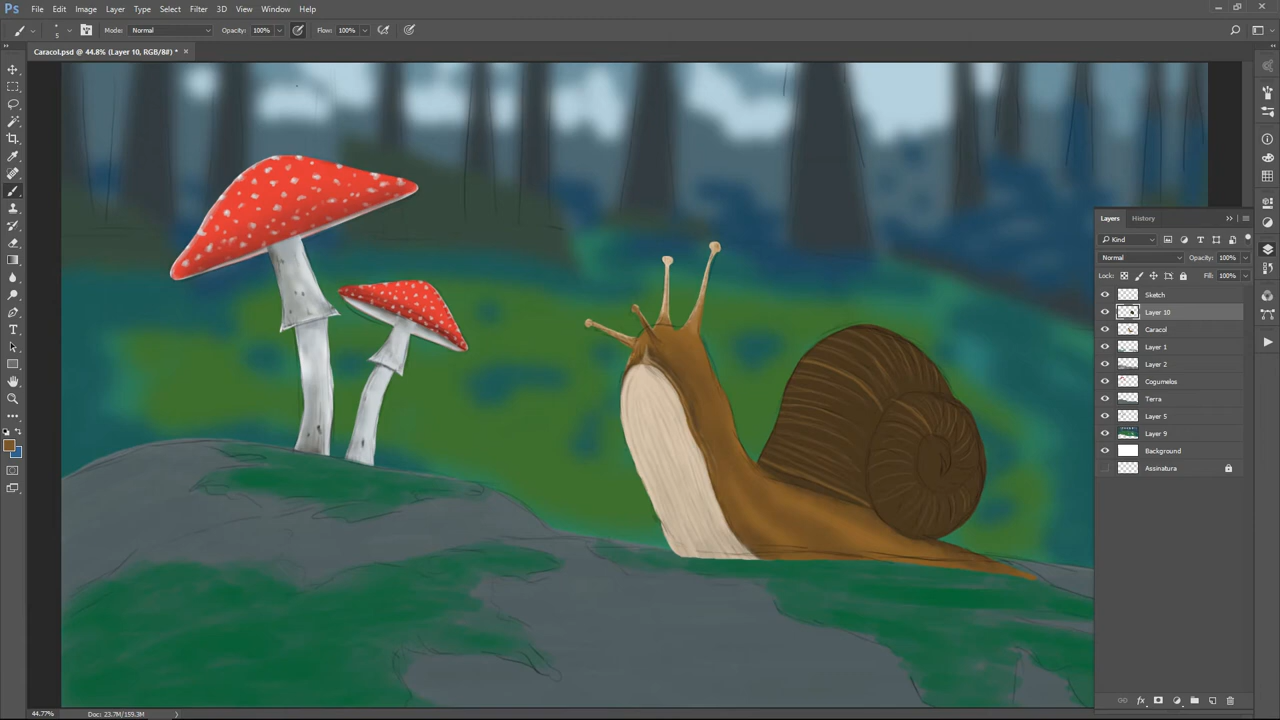 Ps File Edit Image Layer Type Select Filter 3D View Window Help
5 Mode: Normal Opacity: 100% Flow: 100%
Caracol.psd @ 44.8% (Layer 10, RGB/8#) * ×
Layers History
Kind
Normal Opacity: 100%
Lock: Fill: 100%
Sketch
Layer 10
Caracol
Layer 1
Layer 2
Cogumelos
Terra
Layer 5
Layer 9
Background
Assinatura
fx
44.77% Doc: 23.7M/159.3M